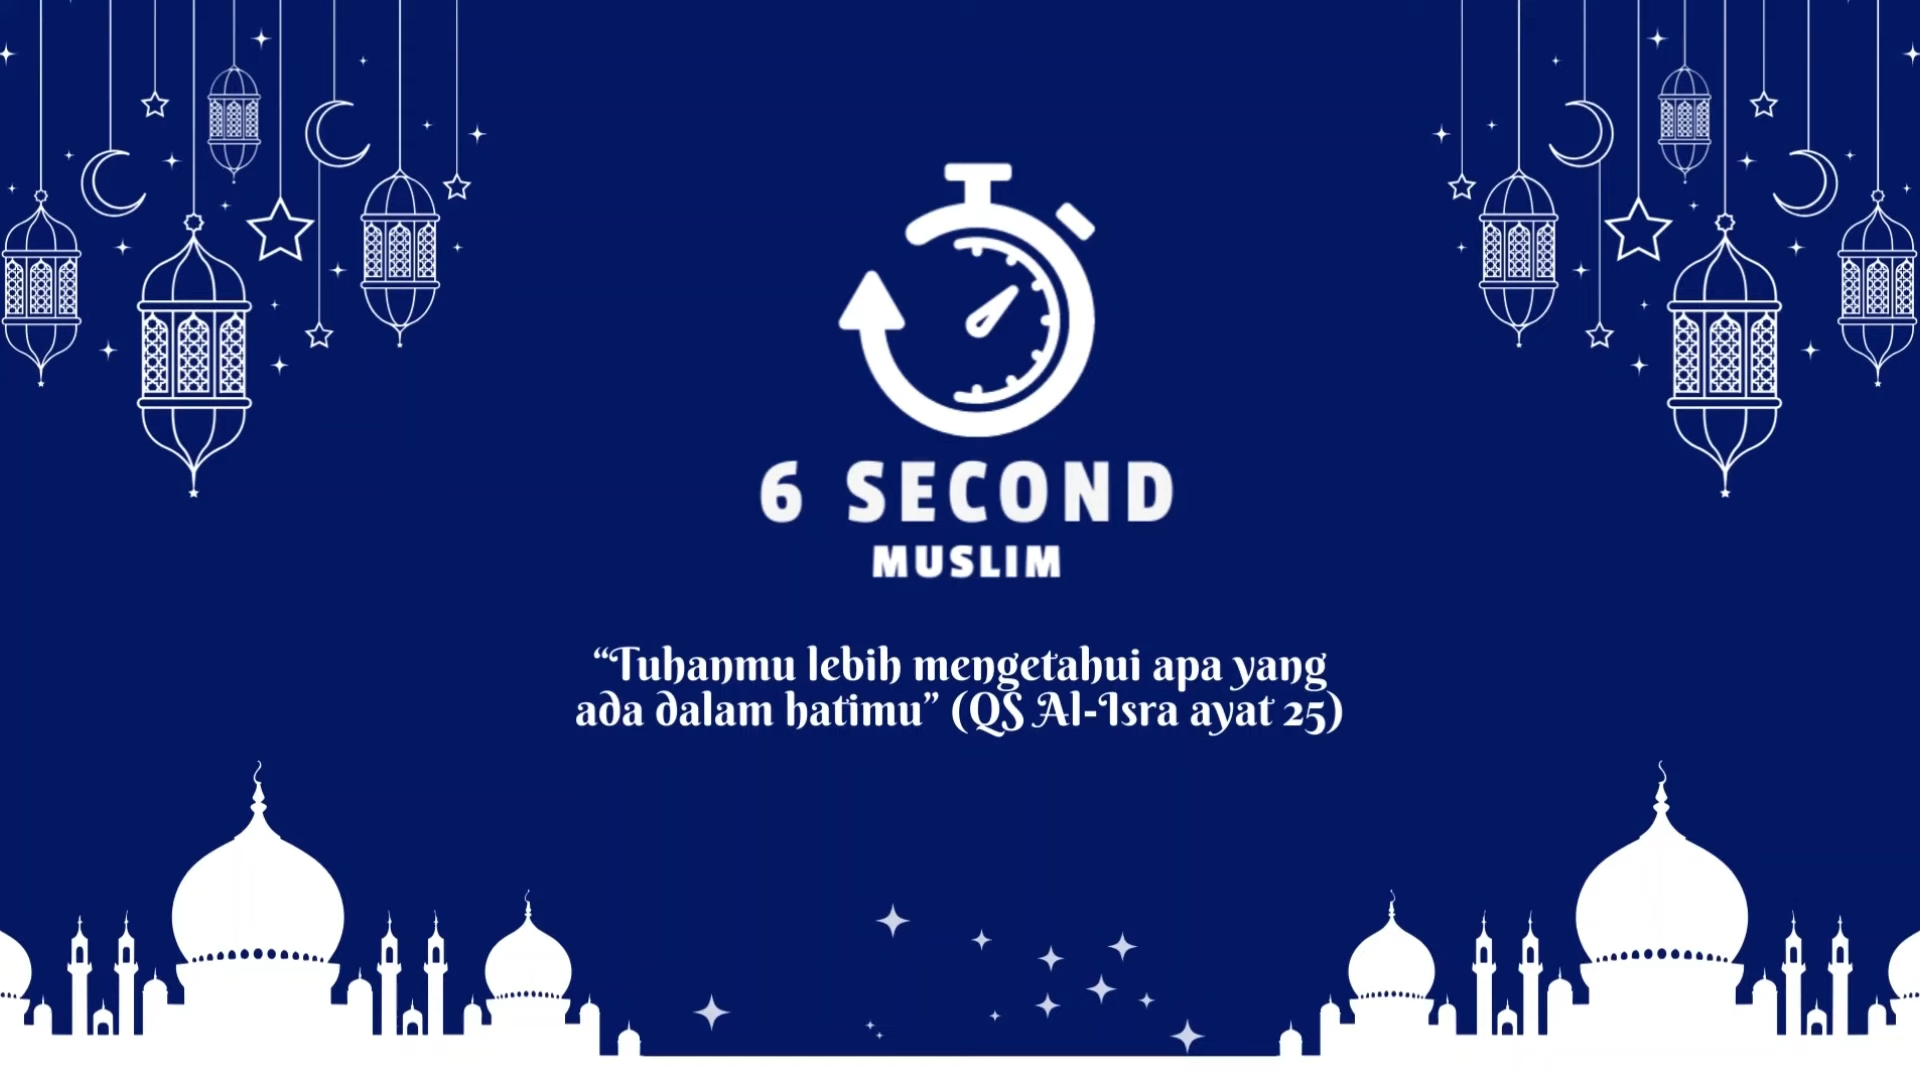 6 SECOND
MUSLIM
“Tuhanmu lebih mengetahui apa yang
ada dalam hatimu” (QS Al-Isra ayat 25)